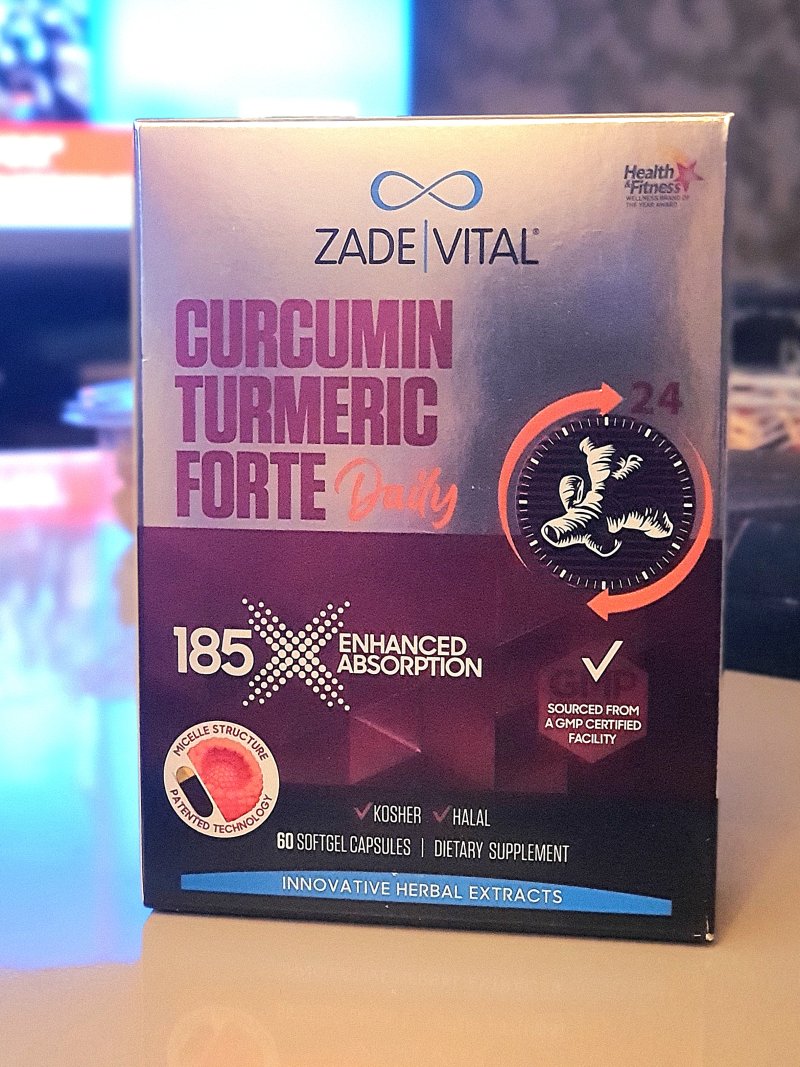 Health
&Fitness
WELLNESS BRAND OF
THE YEAR AWARD
ZADE|VITAL®
CURCUMIN
TURMERIC
FORTE Daily
24
185X ENHANCED
ABSORPTION
GMP
SOURCED FROM
A GMP CERTIFIED
FACILITY
MICELLE STRUCTURE
PATENTED TECHNOLOGY
KOSHER HALAL
60 SOFTGEL CAPSULES | DIETARY SUPPLEMENT
INNOVATIVE HERBAL EXTRACTS